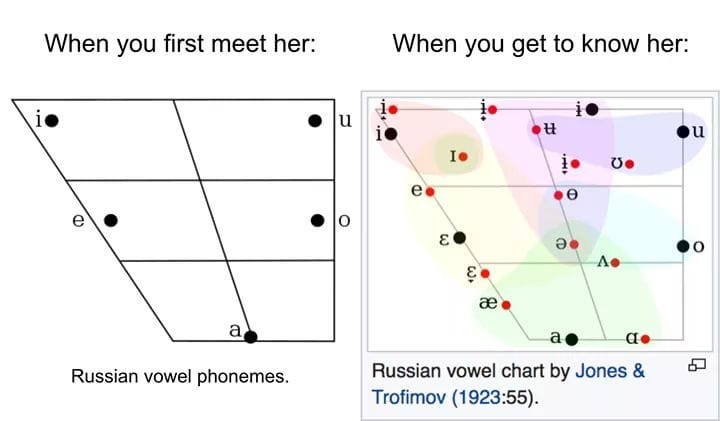 When you first meet her:
i u
e o
a
Russian vowel phonemes.
When you get to know her:
ɨ
i ʉ u
ɪ ʊ
e ɵ
ɛ ə o
ʌ
æ
a ɑ
Russian vowel chart by Jones &
Trofimov (1923:55).